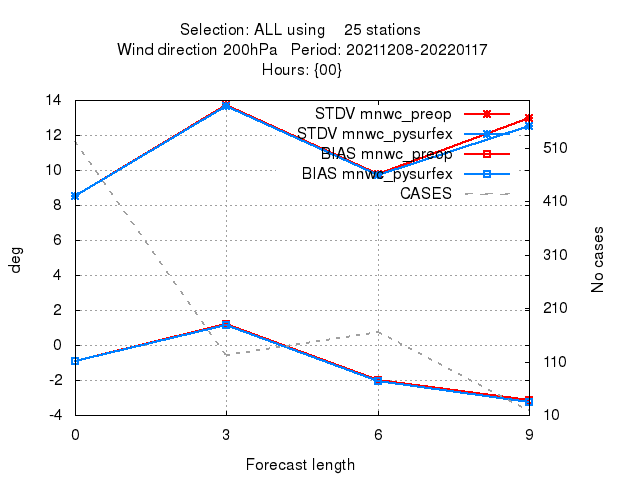 Selection: ALL using    25 stations
Wind direction 200hPa   Period: 20211208-20220117
Hours: {00}
STDV mnwc_preop
STDV mnwc_pysurfex
BIAS mnwc_preop
BIAS mnwc_pysurfex
CASES
14
12
10
8
6
4
2
0
-2
-4
deg
510
410
310
210
110
10
No cases
0 3 6 9
Forecast length